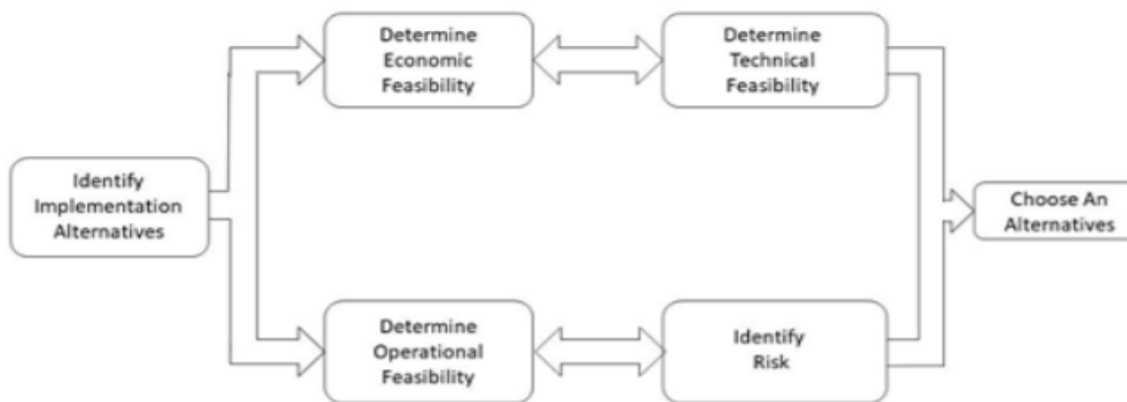 Determine
Economic
Feasibility
Determine
Technical
Feasibility
Identify
Implementation
Alternatives
Choose An
Alternatives
Determine
Operational
Feasibility
Identify
Risk